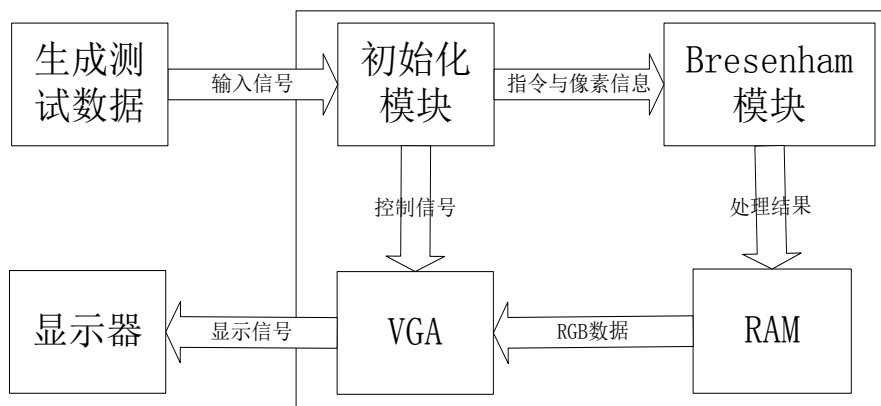 生成测
试数据
输入信号
初始化
模块
指令与像素信息
Bresenham
模块
控制信号
处理结果
显示器
显示信号
VGA
RGB数据
RAM